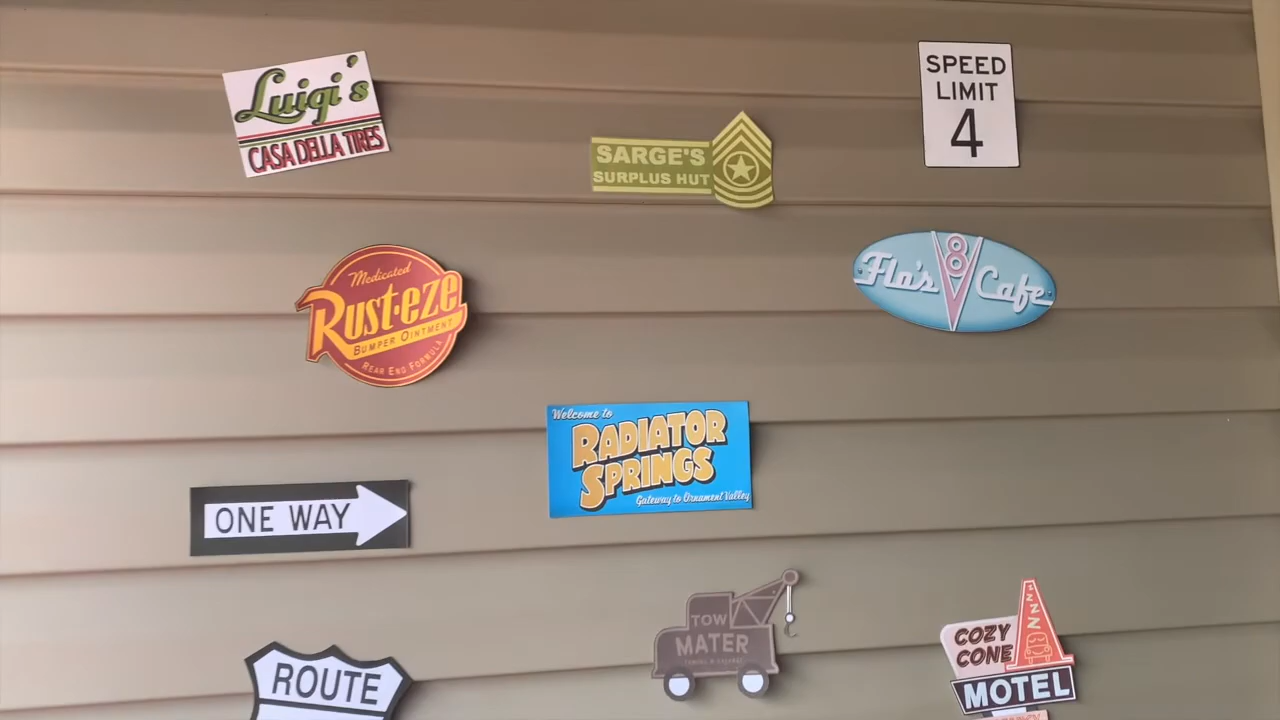 Luigi's
CASA DELLA TIRES
SARGE'S
SURPLUS HUT
SPEED
LIMIT
4
Medicated
Rust-eze
BUMPER OINTMENT
REAR END FORMULA
Flo's V8 Cafe
Welcome to
RADIATOR
SPRINGS
Gateway to Ornament Valley
ONE WAY
TOW
MATER
ROUTE
ZZZZ
COZY
CONE
MOTEL